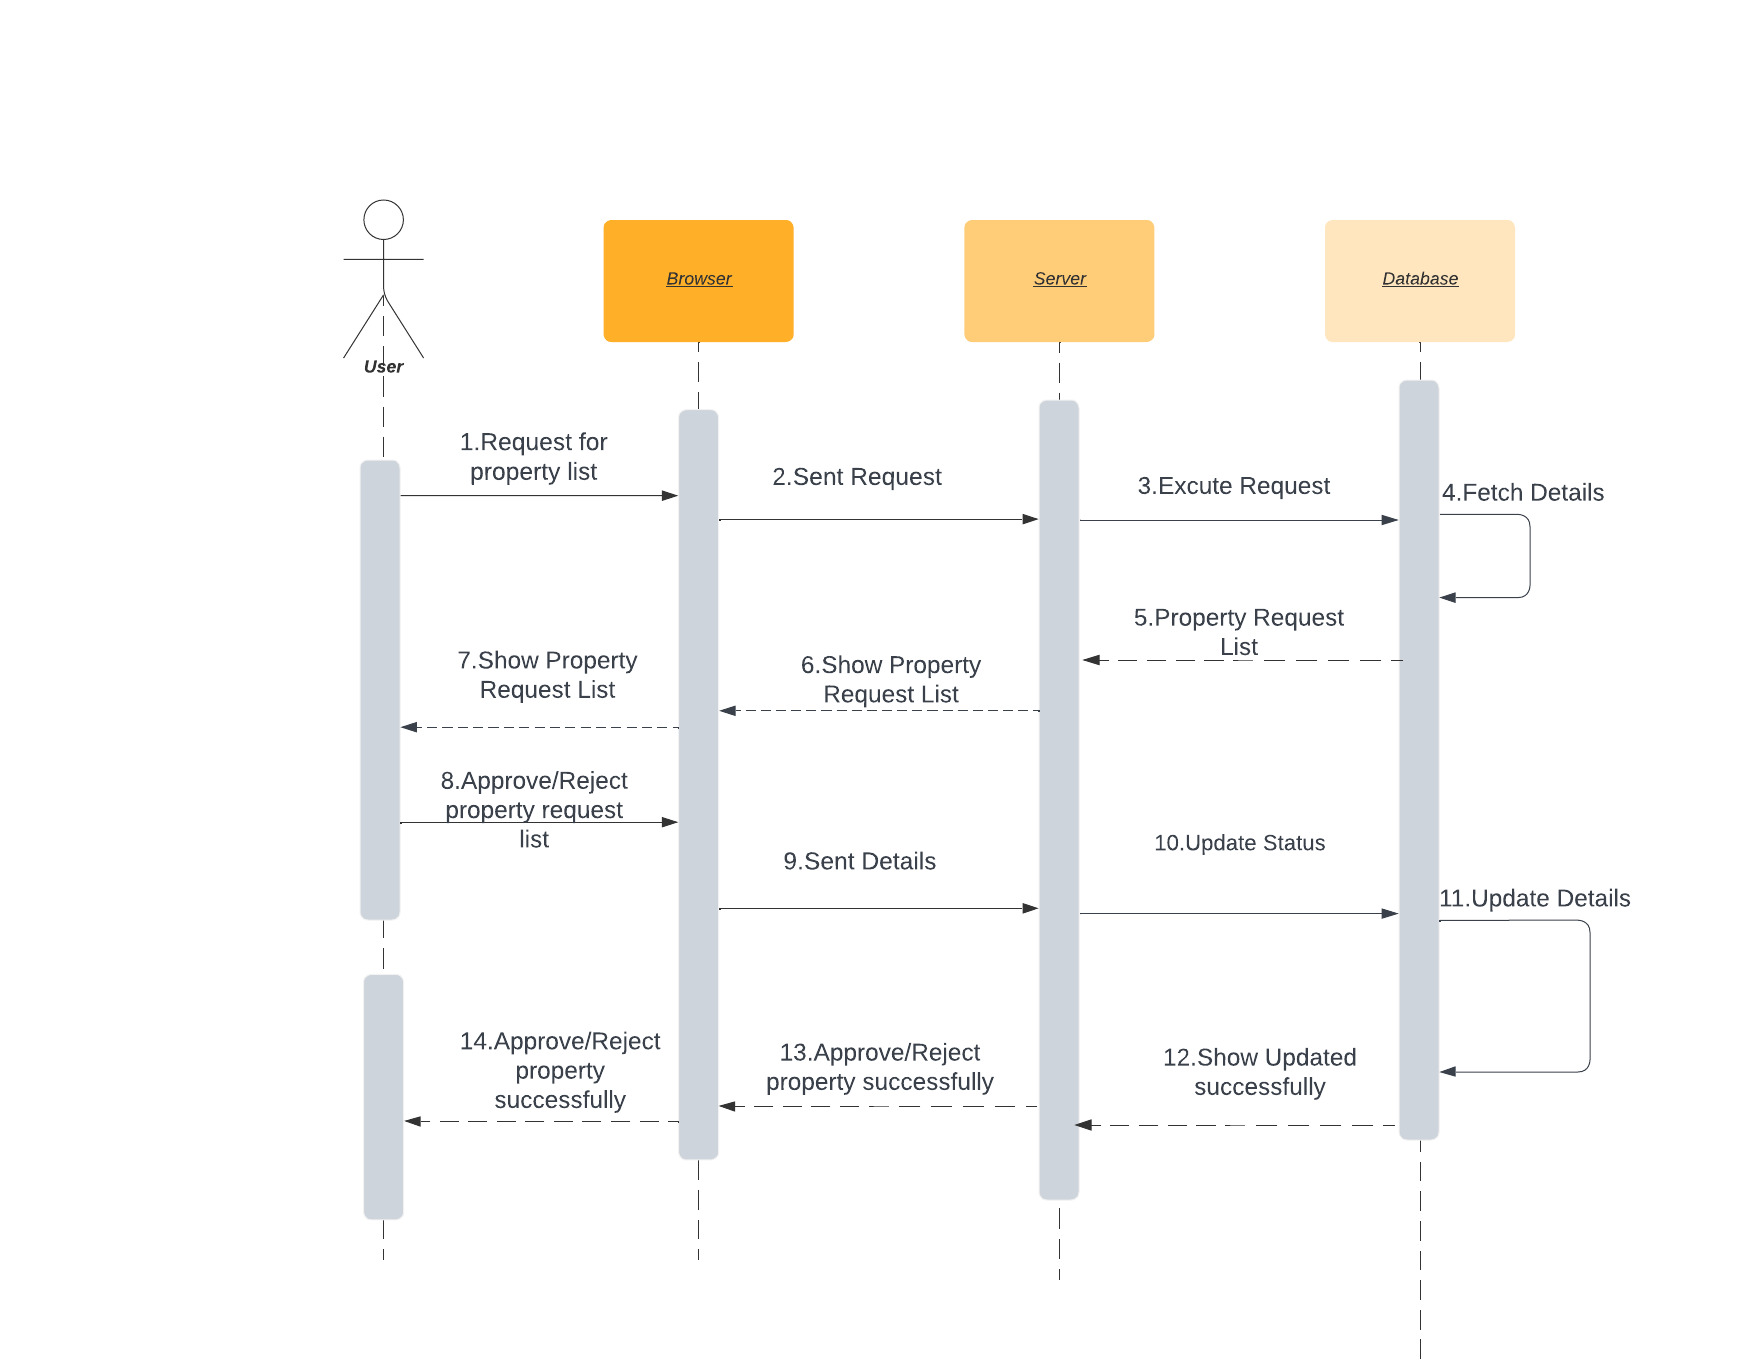 Browser
Server
Database
User
1.Request for
property list
2.Sent Request
3.Excute Request
4.Fetch Details
5.Property Request
List
6.Show Property
Request List
7.Show Property
Request List
8.Approve/Reject
property request
list
9.Sent Details
10.Update Status
11.Update Details
12.Show Updated
successfully
13.Approve/Reject
property successfully
14.Approve/Reject
property
successfully